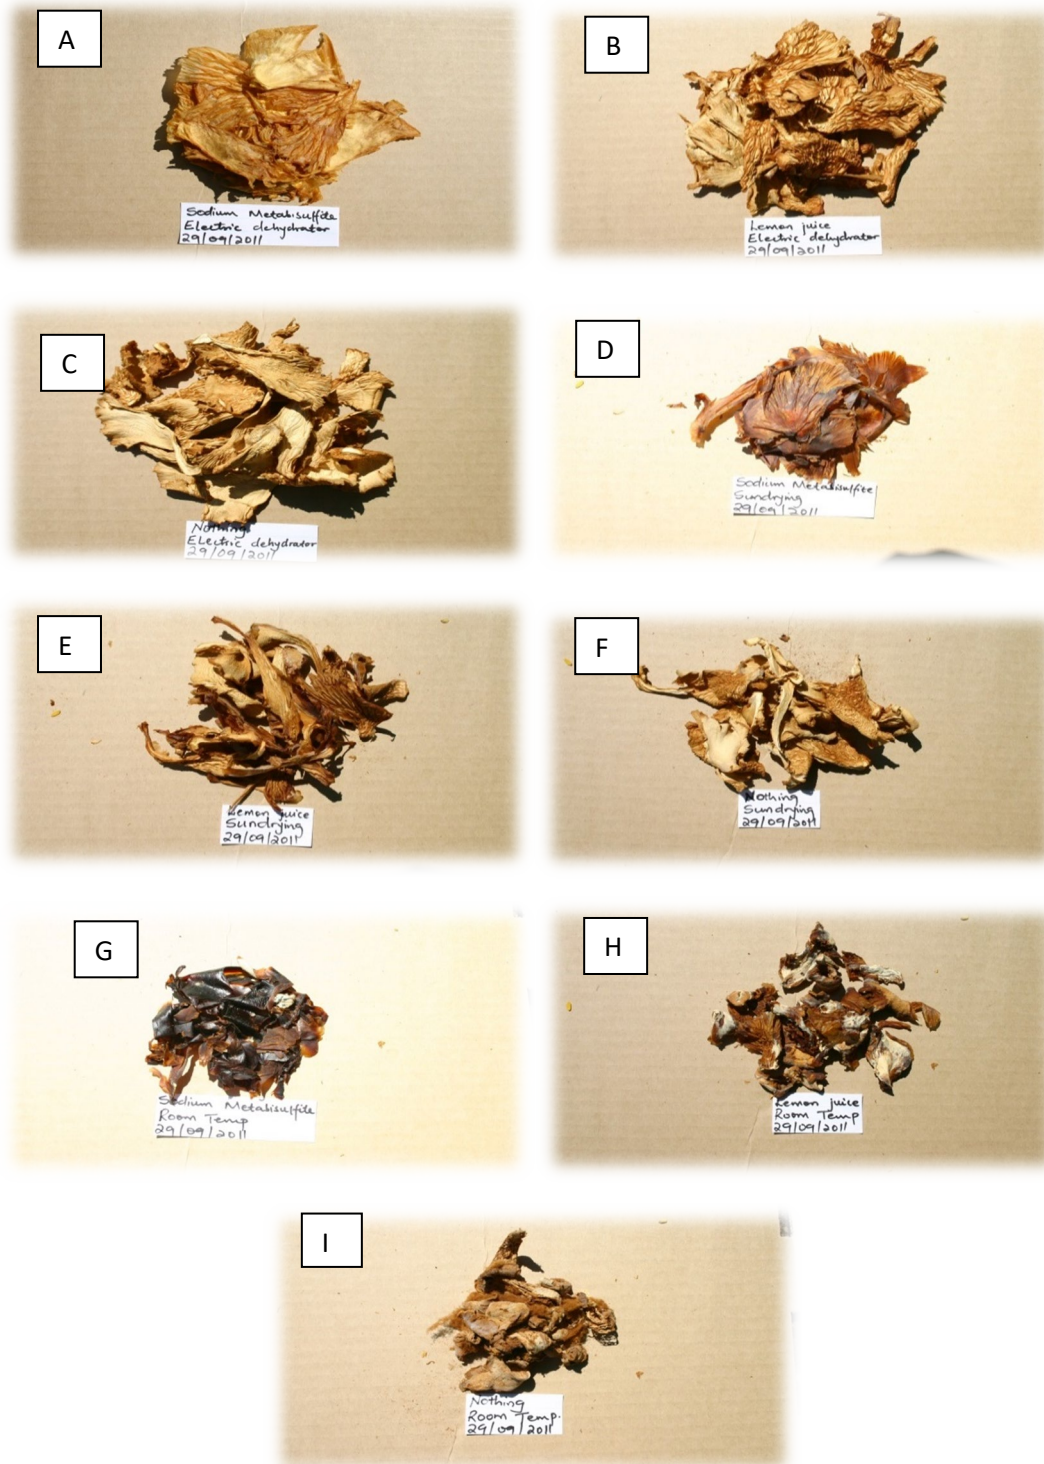 A
Sodium Metabisulfite
Electric dehydrator
29/09/2011
B
Lemon juice
Electric dehydrator
29/09/2011
C
Nothing
Electric dehydrator
29/09/2011
D
Sodium Metabisulfite
Sundrying
29/09/2011
E
Lemon juice
Sundrying
29/09/2011
F
Nothing
Sundrying
29/09/2011
G
Sodium Metabisulfite
Room Temp
29/09/2011
H
Lemon juice
Room Temp
29/09/2011
I
Nothing
Room Temp.
29/09/2011